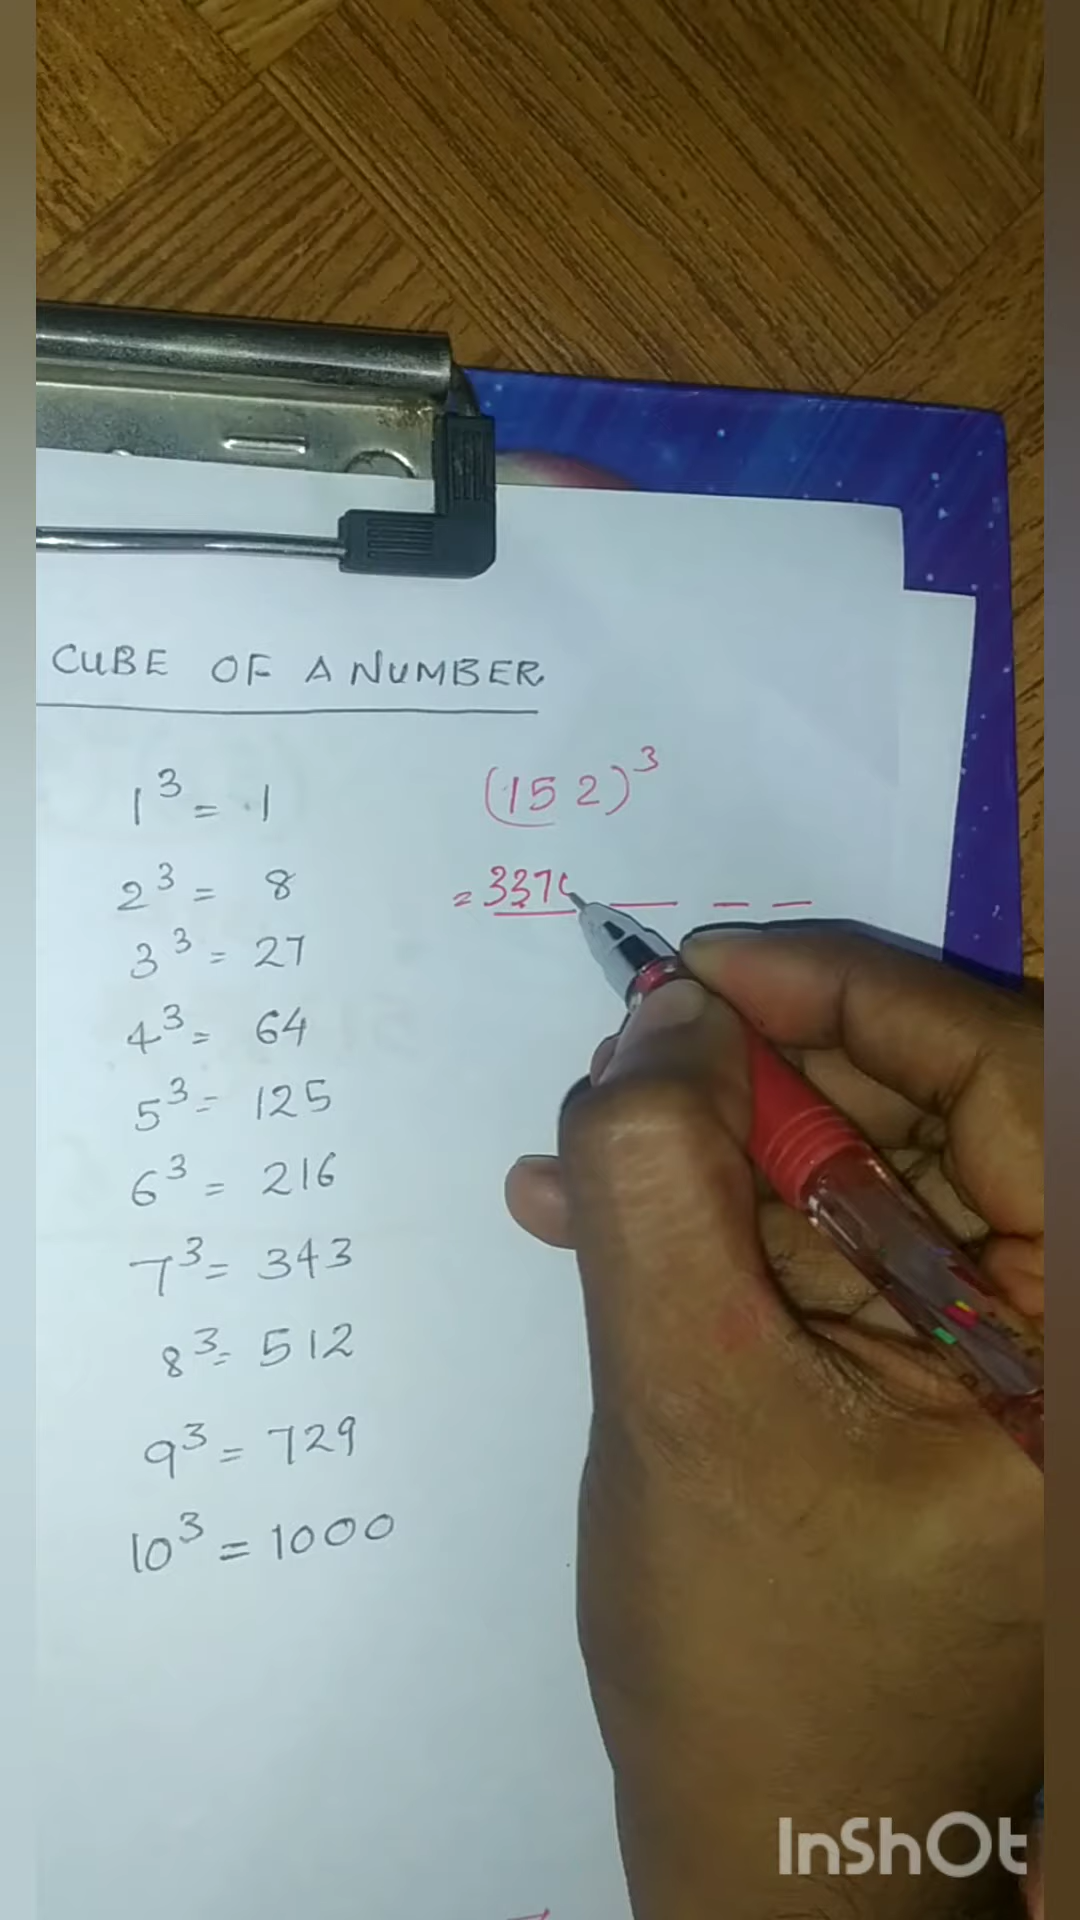 CUBE OF A NUMBER
1³ = 1
2³ = 8
3³ = 27
4³ = 64
5³ = 125
6³ = 216
7³ = 343
8³ = 512
9³ = 729
10³ = 1000
(152)³
= 337
InShOt